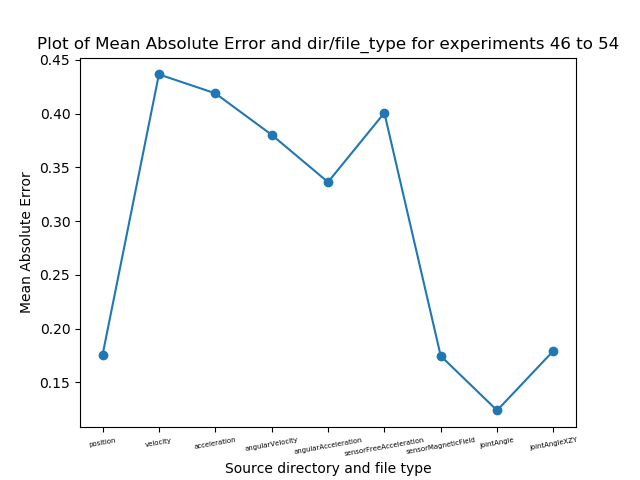 Plot of Mean Absolute Error and dir/file_type for experiments 46 to 54
0.45
0.40
0.35
0.30
0.25
0.20
0.15
Mean Absolute Error
position
velocity
acceleration
angularVelocity
angularAcceleration
sensorFreeAcceleration
sensorMagneticField
jointAngle
jointAngleXZY
Source directory and file type